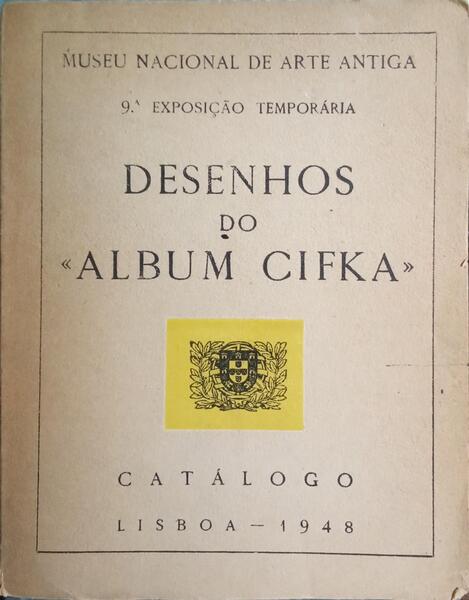 MUSEU NACIONAL DE ARTE ANTIGA
9.ᴬ EXPOSIÇÃO TEMPORÁRIA
DESENHOS
DO
«ALBUM CIFKA»
CATÁLOGO
LISBOA — 1948